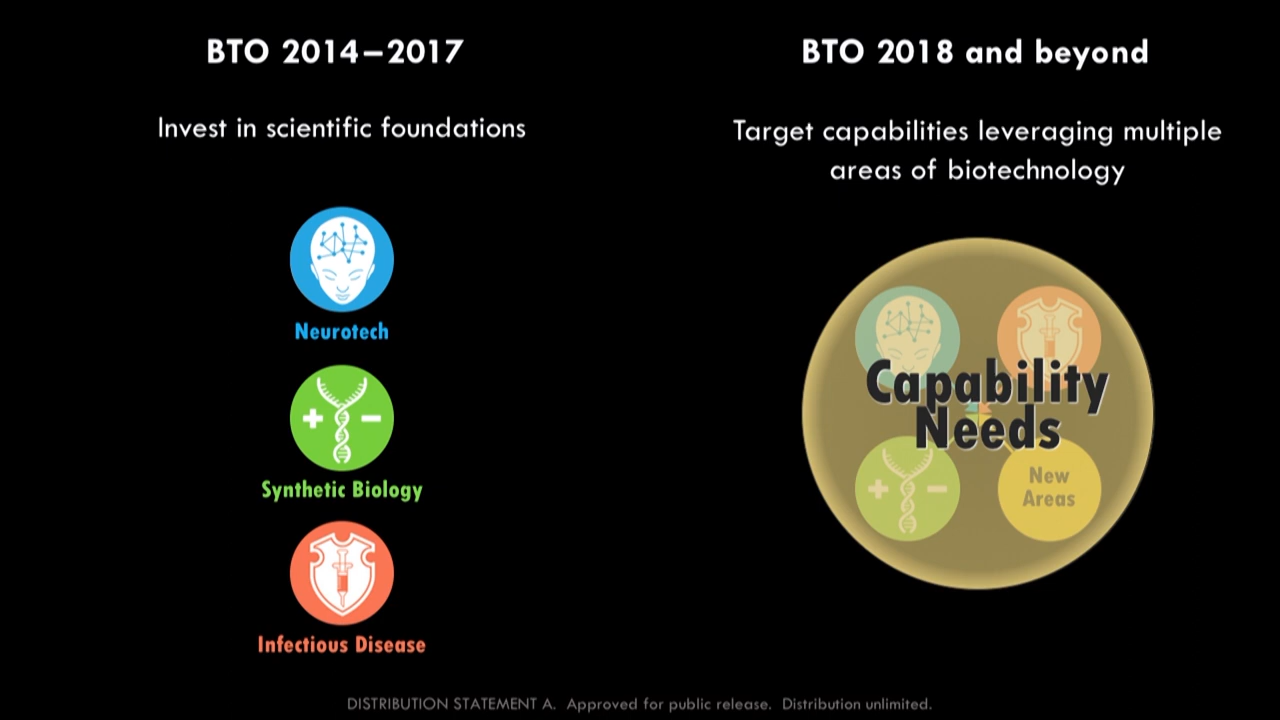 BTO 2014–2017
Invest in scientific foundations
Neurotech
+ −
Synthetic Biology
Infectious Disease
BTO 2018 and beyond
Target capabilities leveraging multiple
areas of biotechnology
Capability
Needs
+ −
New
Areas
DISTRIBUTION STATEMENT A. Approved for public release. Distribution unlimited.